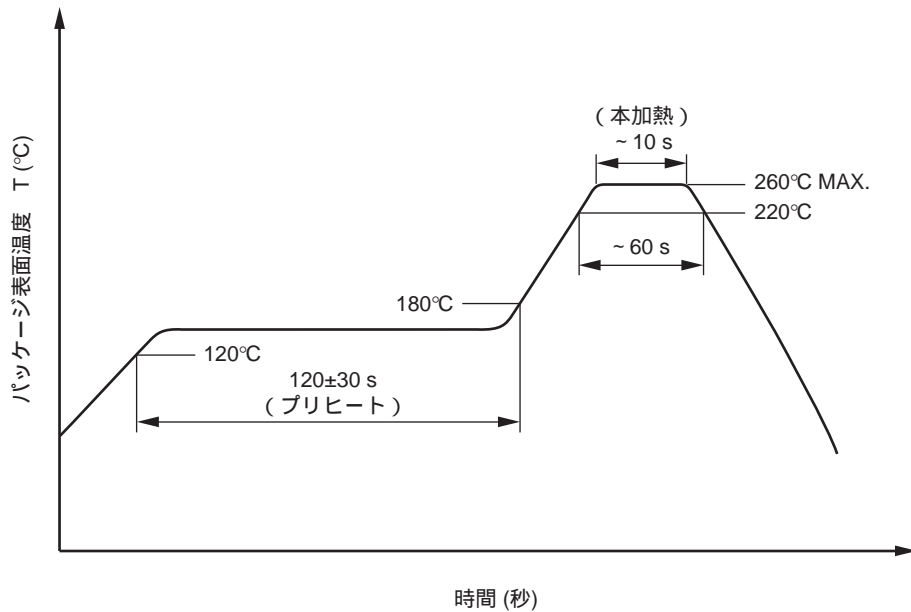 (本加熱)
~ 10 s
260℃ MAX.
220℃
~ 60 s
180℃
120℃
120±30 s
(プリヒート)
パッケージ表面温度 T (℃)
時間 (秒)